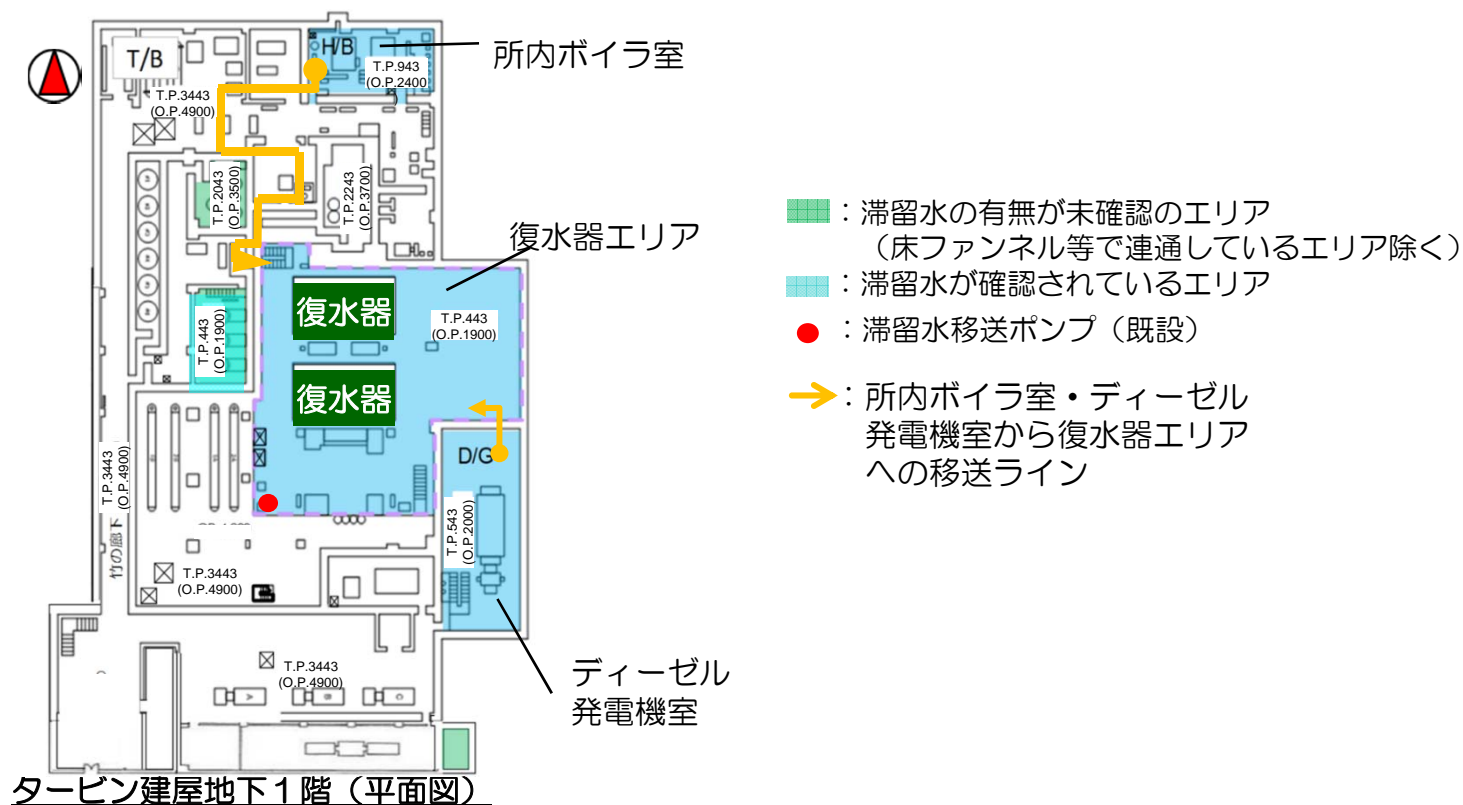 T/B
H/B
T.P.943
(O.P.2400
)
所内ボイラ室
T.P.3443
(O.P.4900)
T.P.2043
(O.P.3500)
T.P.2243
(O.P.3700)
復水器エリア
復水器
T.P.443
(O.P.1900)
T.P.443
(O.P.1900)
復水器
D/G
T.P.3443
(O.P.4900)
竹の廊下
T.P.543
(O.P.2000)
T.P.3443
(O.P.4900)
T.P.3443
(O.P.4900)
A
B
C
ディーゼル
発電機室
タービン建屋地下1階(平面図)
:滞留水の有無が未確認のエリア
(床ファンネル等で連通しているエリア除く)
:滞留水が確認されているエリア
:滞留水移送ポンプ(既設)
:所内ボイラ室・ディーゼル
発電機室から復水器エリア
への移送ライン